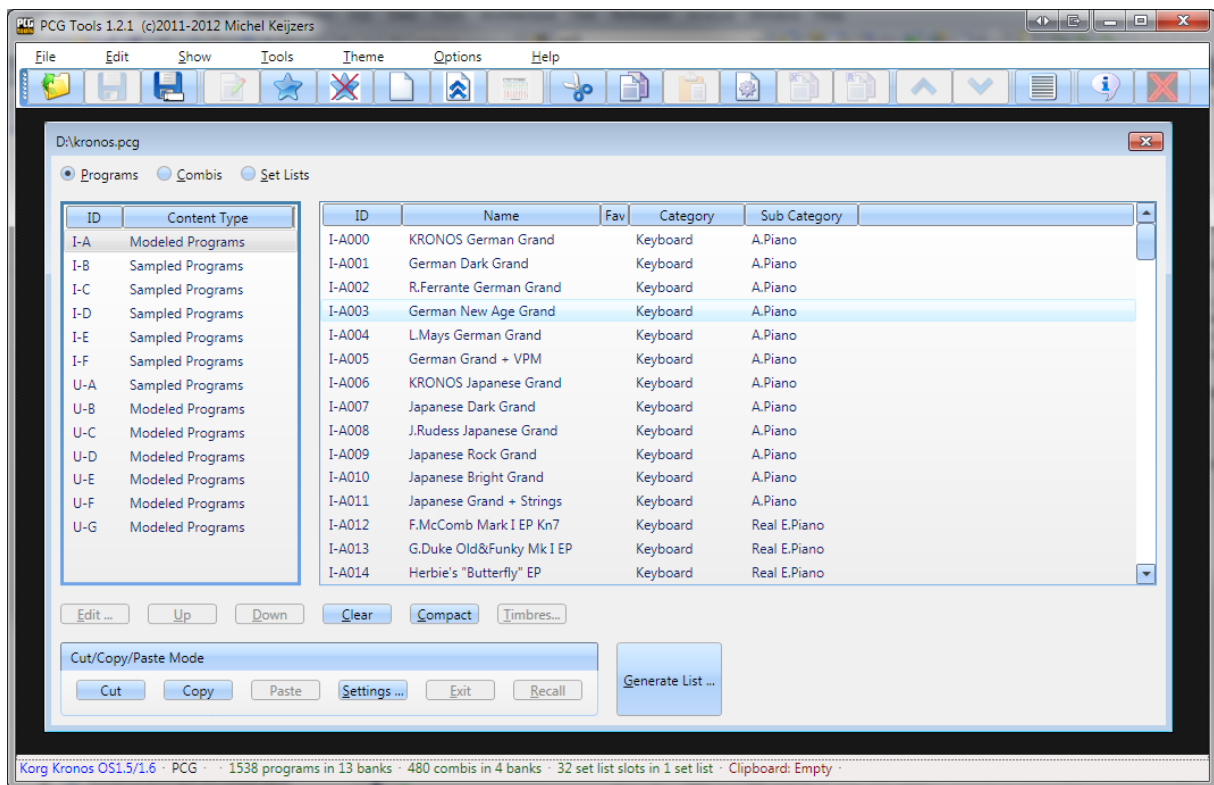 PCG Tools 1.2.1 (c)2011-2012 Michel Keijzers
File Edit Show Tools Theme Options Help
D:\kronos.pcg
Programs Combis Set Lists
ID Content Type
I-A Modeled Programs
I-B Sampled Programs
I-C Sampled Programs
I-D Sampled Programs
I-E Sampled Programs
I-F Sampled Programs
U-A Sampled Programs
U-B Modeled Programs
U-C Modeled Programs
U-D Modeled Programs
U-E Modeled Programs
U-F Modeled Programs
U-G Modeled Programs
ID Name Fav Category Sub Category
I-A000 KRONOS German Grand Keyboard A.Piano
I-A001 German Dark Grand Keyboard A.Piano
I-A002 R.Ferrante German Grand Keyboard A.Piano
I-A003 German New Age Grand Keyboard A.Piano
I-A004 L.Mays German Grand Keyboard A.Piano
I-A005 German Grand + VPM Keyboard A.Piano
I-A006 KRONOS Japanese Grand Keyboard A.Piano
I-A007 Japanese Dark Grand Keyboard A.Piano
I-A008 J.Rudess Japanese Grand Keyboard A.Piano
I-A009 Japanese Rock Grand Keyboard A.Piano
I-A010 Japanese Bright Grand Keyboard A.Piano
I-A011 Japanese Grand + Strings Keyboard A.Piano
I-A012 F.McComb Mark I EP Kn7 Keyboard Real E.Piano
I-A013 G.Duke Old&Funky Mk I EP Keyboard Real E.Piano
I-A014 Herbie's "Butterfly" EP Keyboard Real E.Piano
Edit ... Up Down Clear Compact Timbres...
Cut/Copy/Paste Mode
Cut Copy Paste Settings ... Exit Recall
Generate List ...
Korg Kronos OS1.5/1.6 · PCG · · 1538 programs in 13 banks · 480 combis in 4 banks · 32 set list slots in 1 set list · Clipboard: Empty ·